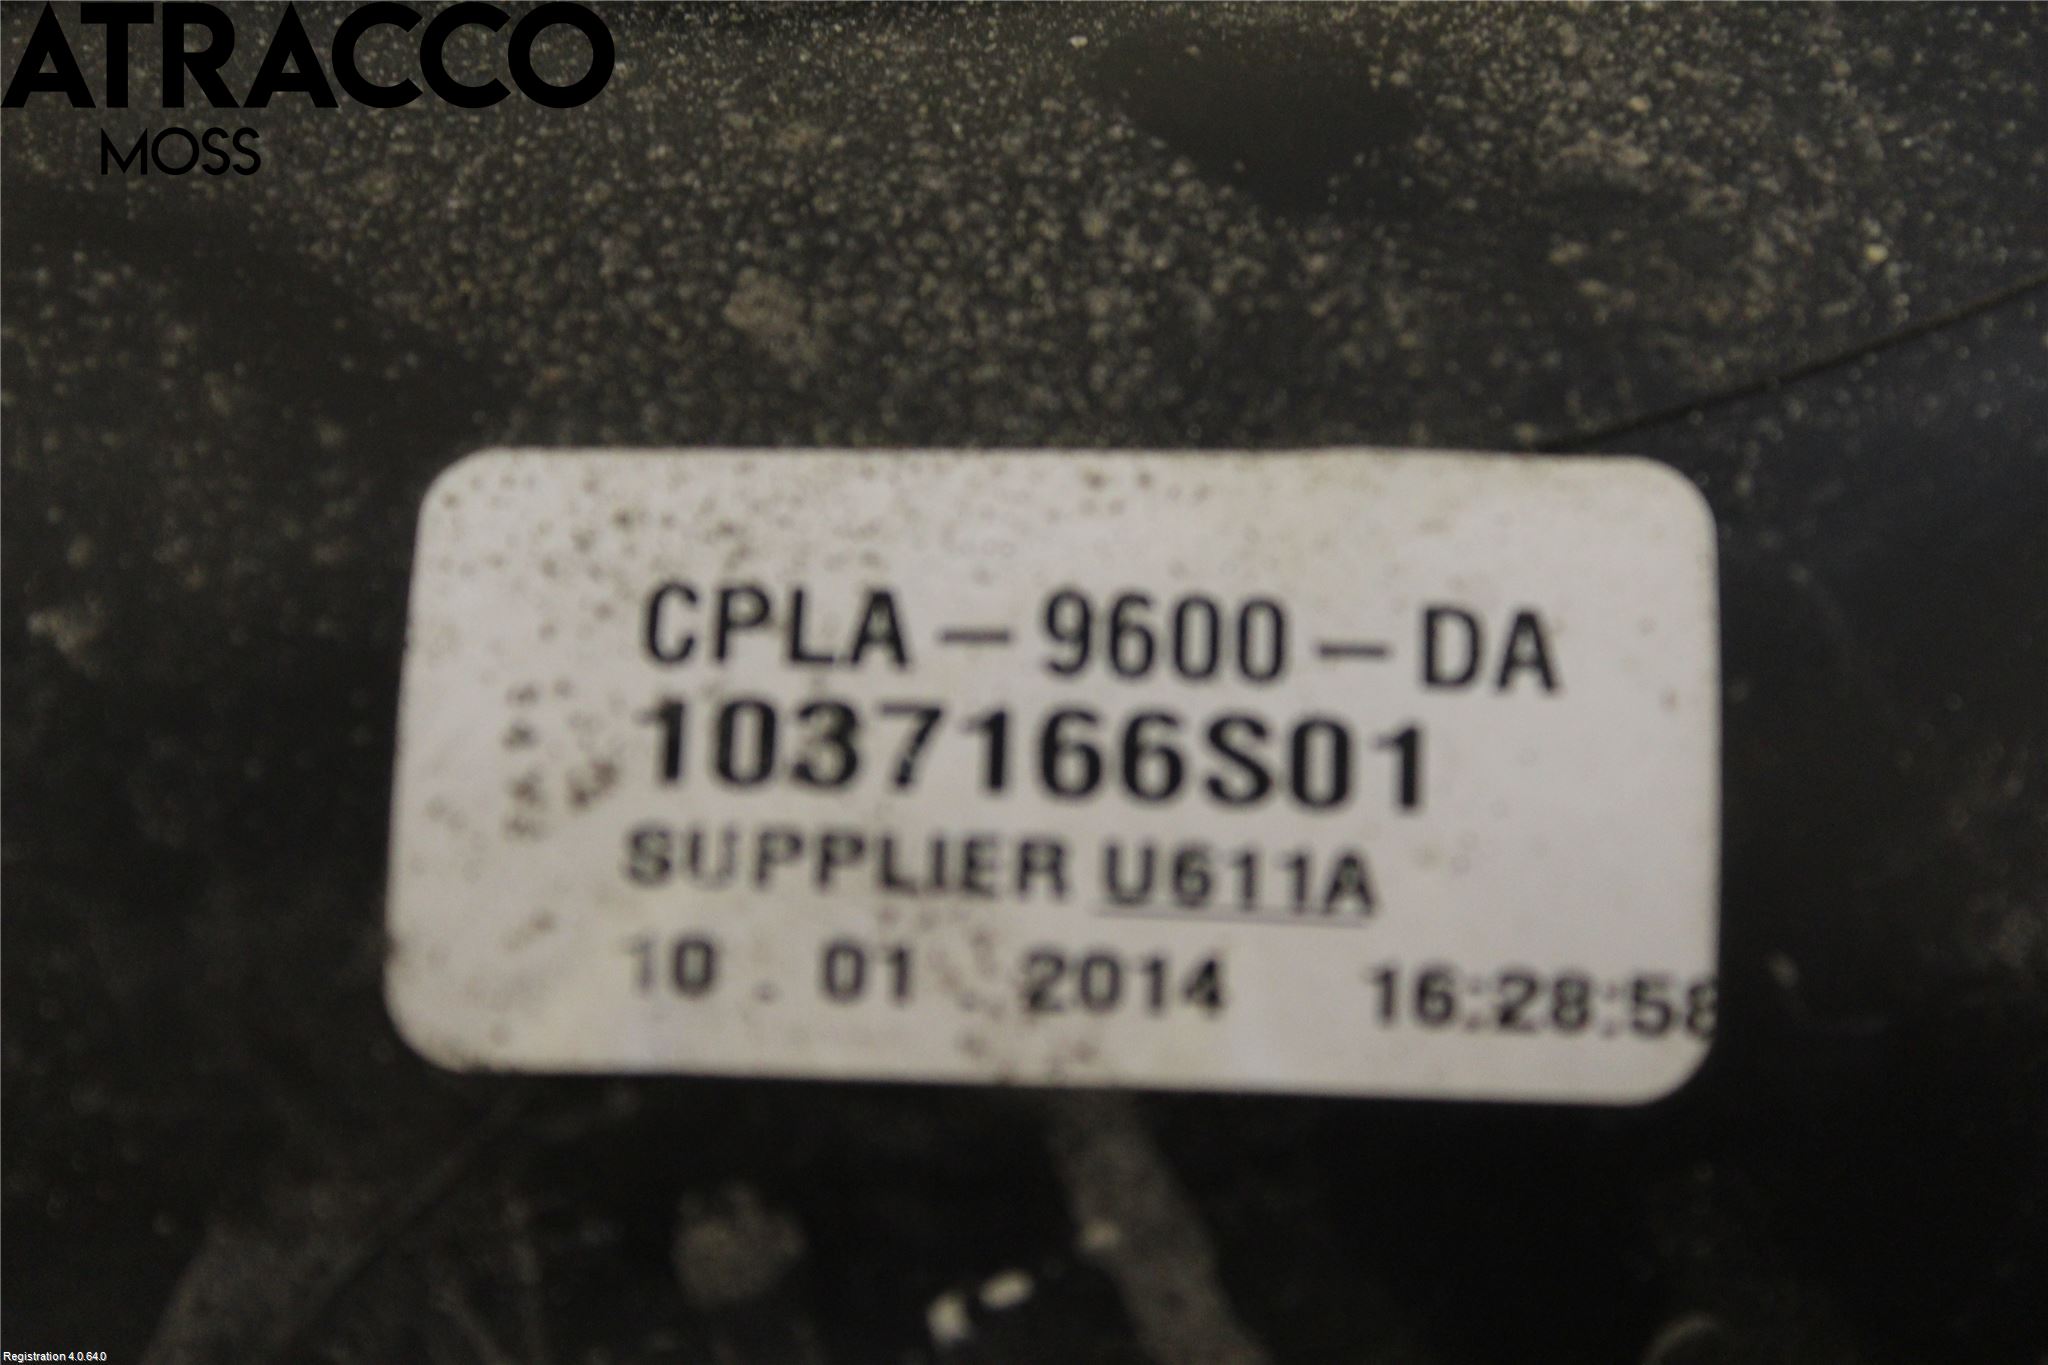 ATRACCO
MOSS
CPLA-9600-DA
1037166S01
SUPPLIER U611A
10.01.2014 16:28:58
Registration 4.0.64.0